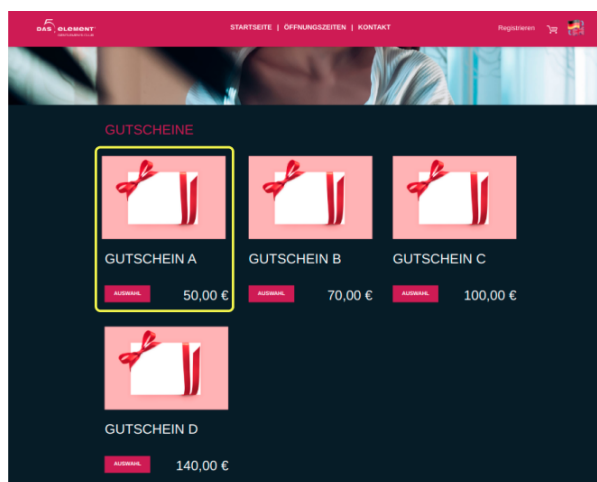 DAS 5 element
STARTSEITE | ÖFFNUNGSZEITEN | KONTAKT
Registrieren
GUTSCHEINE
GUTSCHEIN A
GUTSCHEIN B
GUTSCHEIN C
AUSWAHL 50,00 €
AUSWAHL 70,00 €
AUSWAHL 100,00 €
GUTSCHEIN D
AUSWAHL 140,00 €